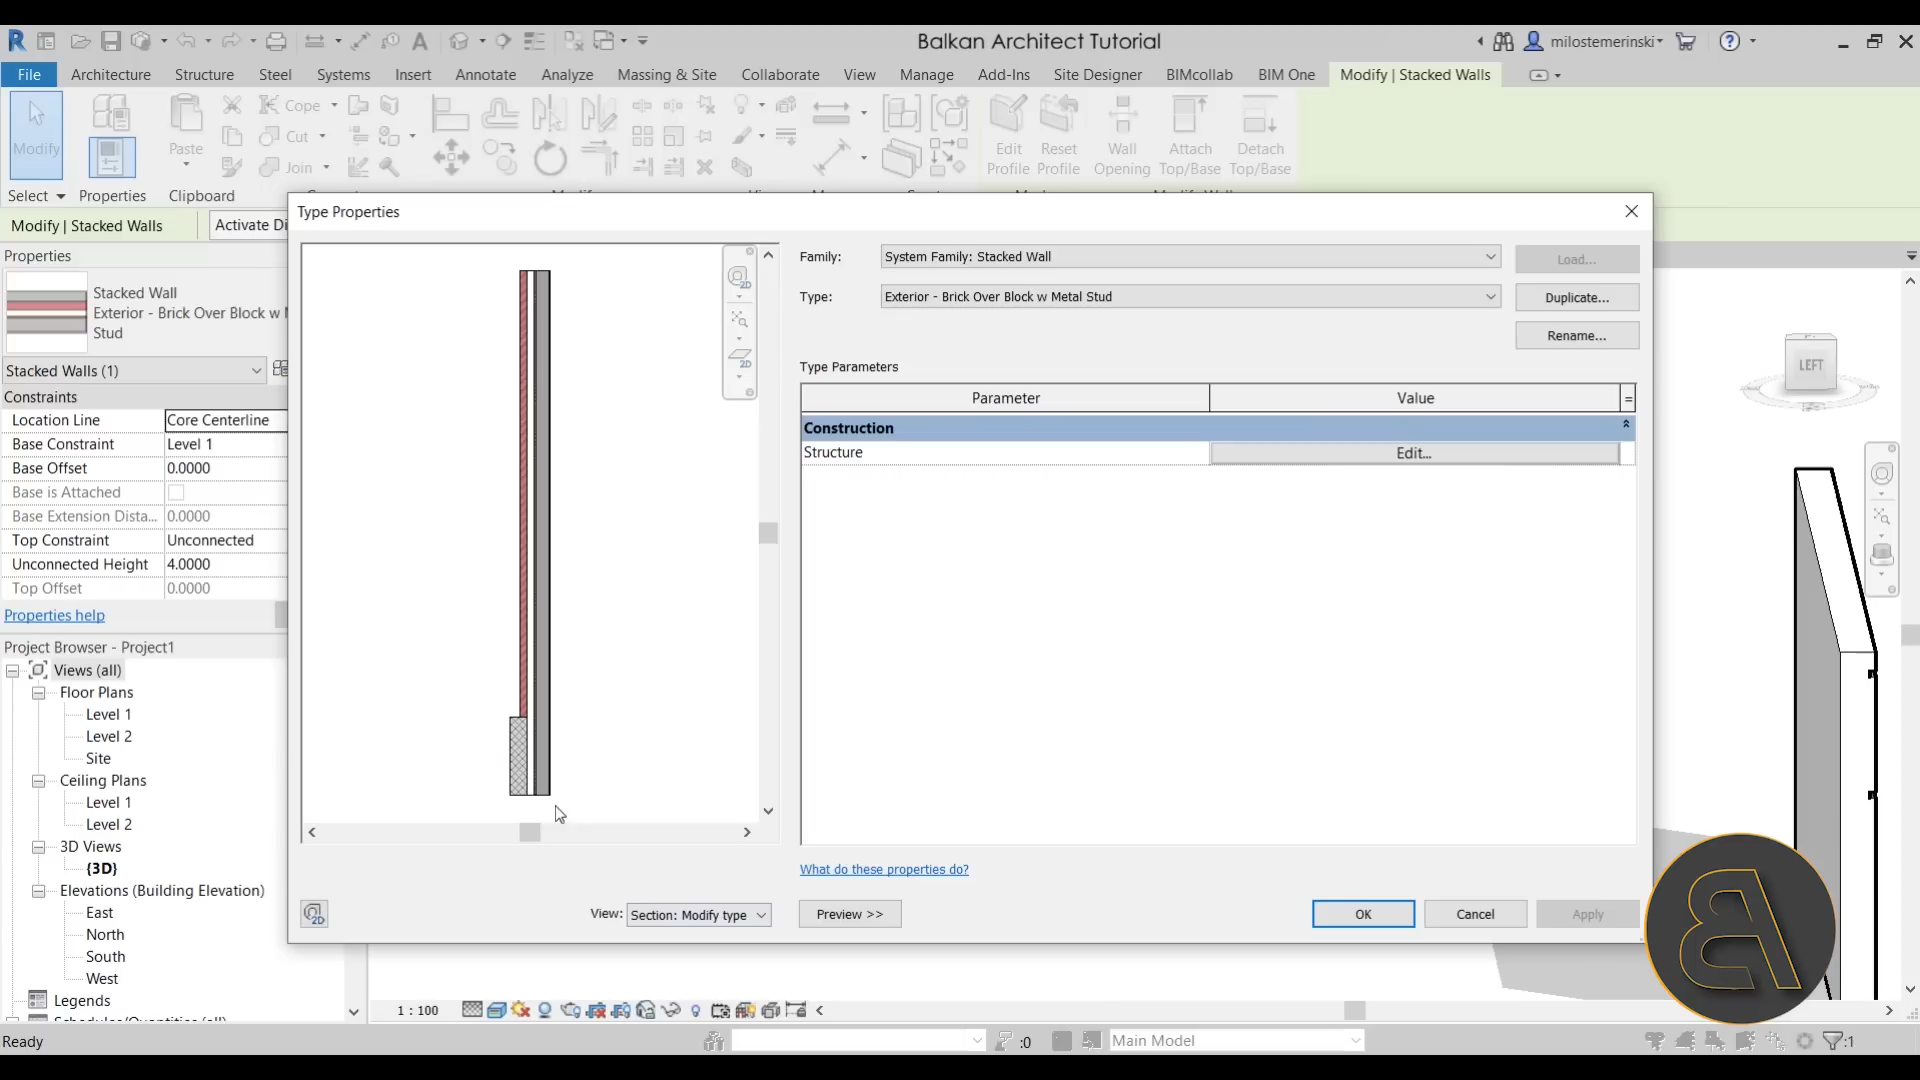 Balkan Architect Tutorial
milostemerinski
File
Architecture
Structure
Steel
Systems
Insert
Annotate
Analyze
Massing & Site
Collaborate
View
Manage
Add-Ins
Site Designer
BIMcollab
BIM One
Modify | Stacked Walls
Modify
Paste
Cope
Cut
Join
Edit
Profile
Reset
Profile
Wall
Opening
Attach
Top/Base
Detach
Top/Base
Select
Properties
Clipboard
Modify | Stacked Walls
Properties
Stacked Wall
Exterior - Brick Over Block w
Stud
Stacked Walls (1)
Constraints
Location Line Core Centerline
Base Constraint Level 1
Base Offset 0.0000
Base is Attached
Base Extension Dista... 0.0000
Top Constraint Unconnected
Unconnected Height 4.0000
Top Offset 0.0000
Properties help
Project Browser - Project1
Views (all)
Floor Plans
Level 1
Level 2
Site
Ceiling Plans
Level 1
Level 2
3D Views
{3D}
Elevations (Building Elevation)
East
North
South
West
Legends
Type Properties
Family: System Family: Stacked Wall
Load...
Type: Exterior - Brick Over Block w Metal Stud
Duplicate...
Rename...
Type Parameters
Parameter Value =
Construction
Structure Edit...
What do these properties do?
View: Section: Modify type
Preview >>
OK
Cancel
Apply
2D
2D
2D
LEFT
1 : 100
Ready
:0
Main Model
:1